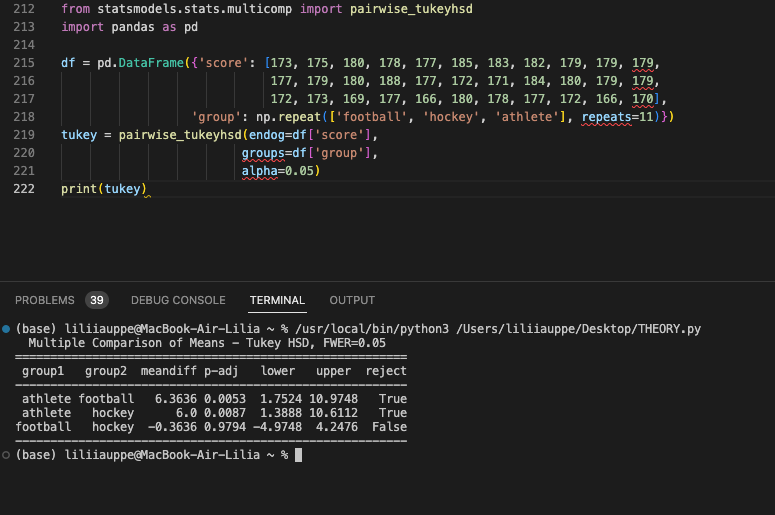 212 from statsmodels.stats.multicomp import pairwise_tukeyhsd
213 import pandas as pd
214
215 df = pd.DataFrame({'score': [173, 175, 180, 178, 177, 185, 183, 182, 179, 179, 179,
216 177, 179, 180, 188, 177, 172, 171, 184, 180, 179, 179,
217 172, 173, 169, 177, 166, 180, 178, 177, 172, 166, 170],
218 'group': np.repeat(['football', 'hockey', 'athlete'], repeats=11)})
219 tukey = pairwise_tukeyhsd(endog=df['score'],
220 groups=df['group'],
221 alpha=0.05)
222 print(tukey)
PROBLEMS 39 DEBUG CONSOLE TERMINAL OUTPUT
(base) liliiauppe@MacBook-Air-Lilia ~ % /usr/local/bin/python3 /Users/liliiauppe/Desktop/THEORY.py
Multiple Comparison of Means - Tukey HSD, FWER=0.05
=====================================================
group1 group2 meandiff p-adj lower upper reject
-----------------------------------------------------
athlete football 6.3636 0.0053 1.7524 10.9748 True
athlete hockey 6.0 0.0087 1.3888 10.6112 True
football hockey -0.3636 0.9794 -4.9748 4.2476 False
-----------------------------------------------------
(base) liliiauppe@MacBook-Air-Lilia ~ %